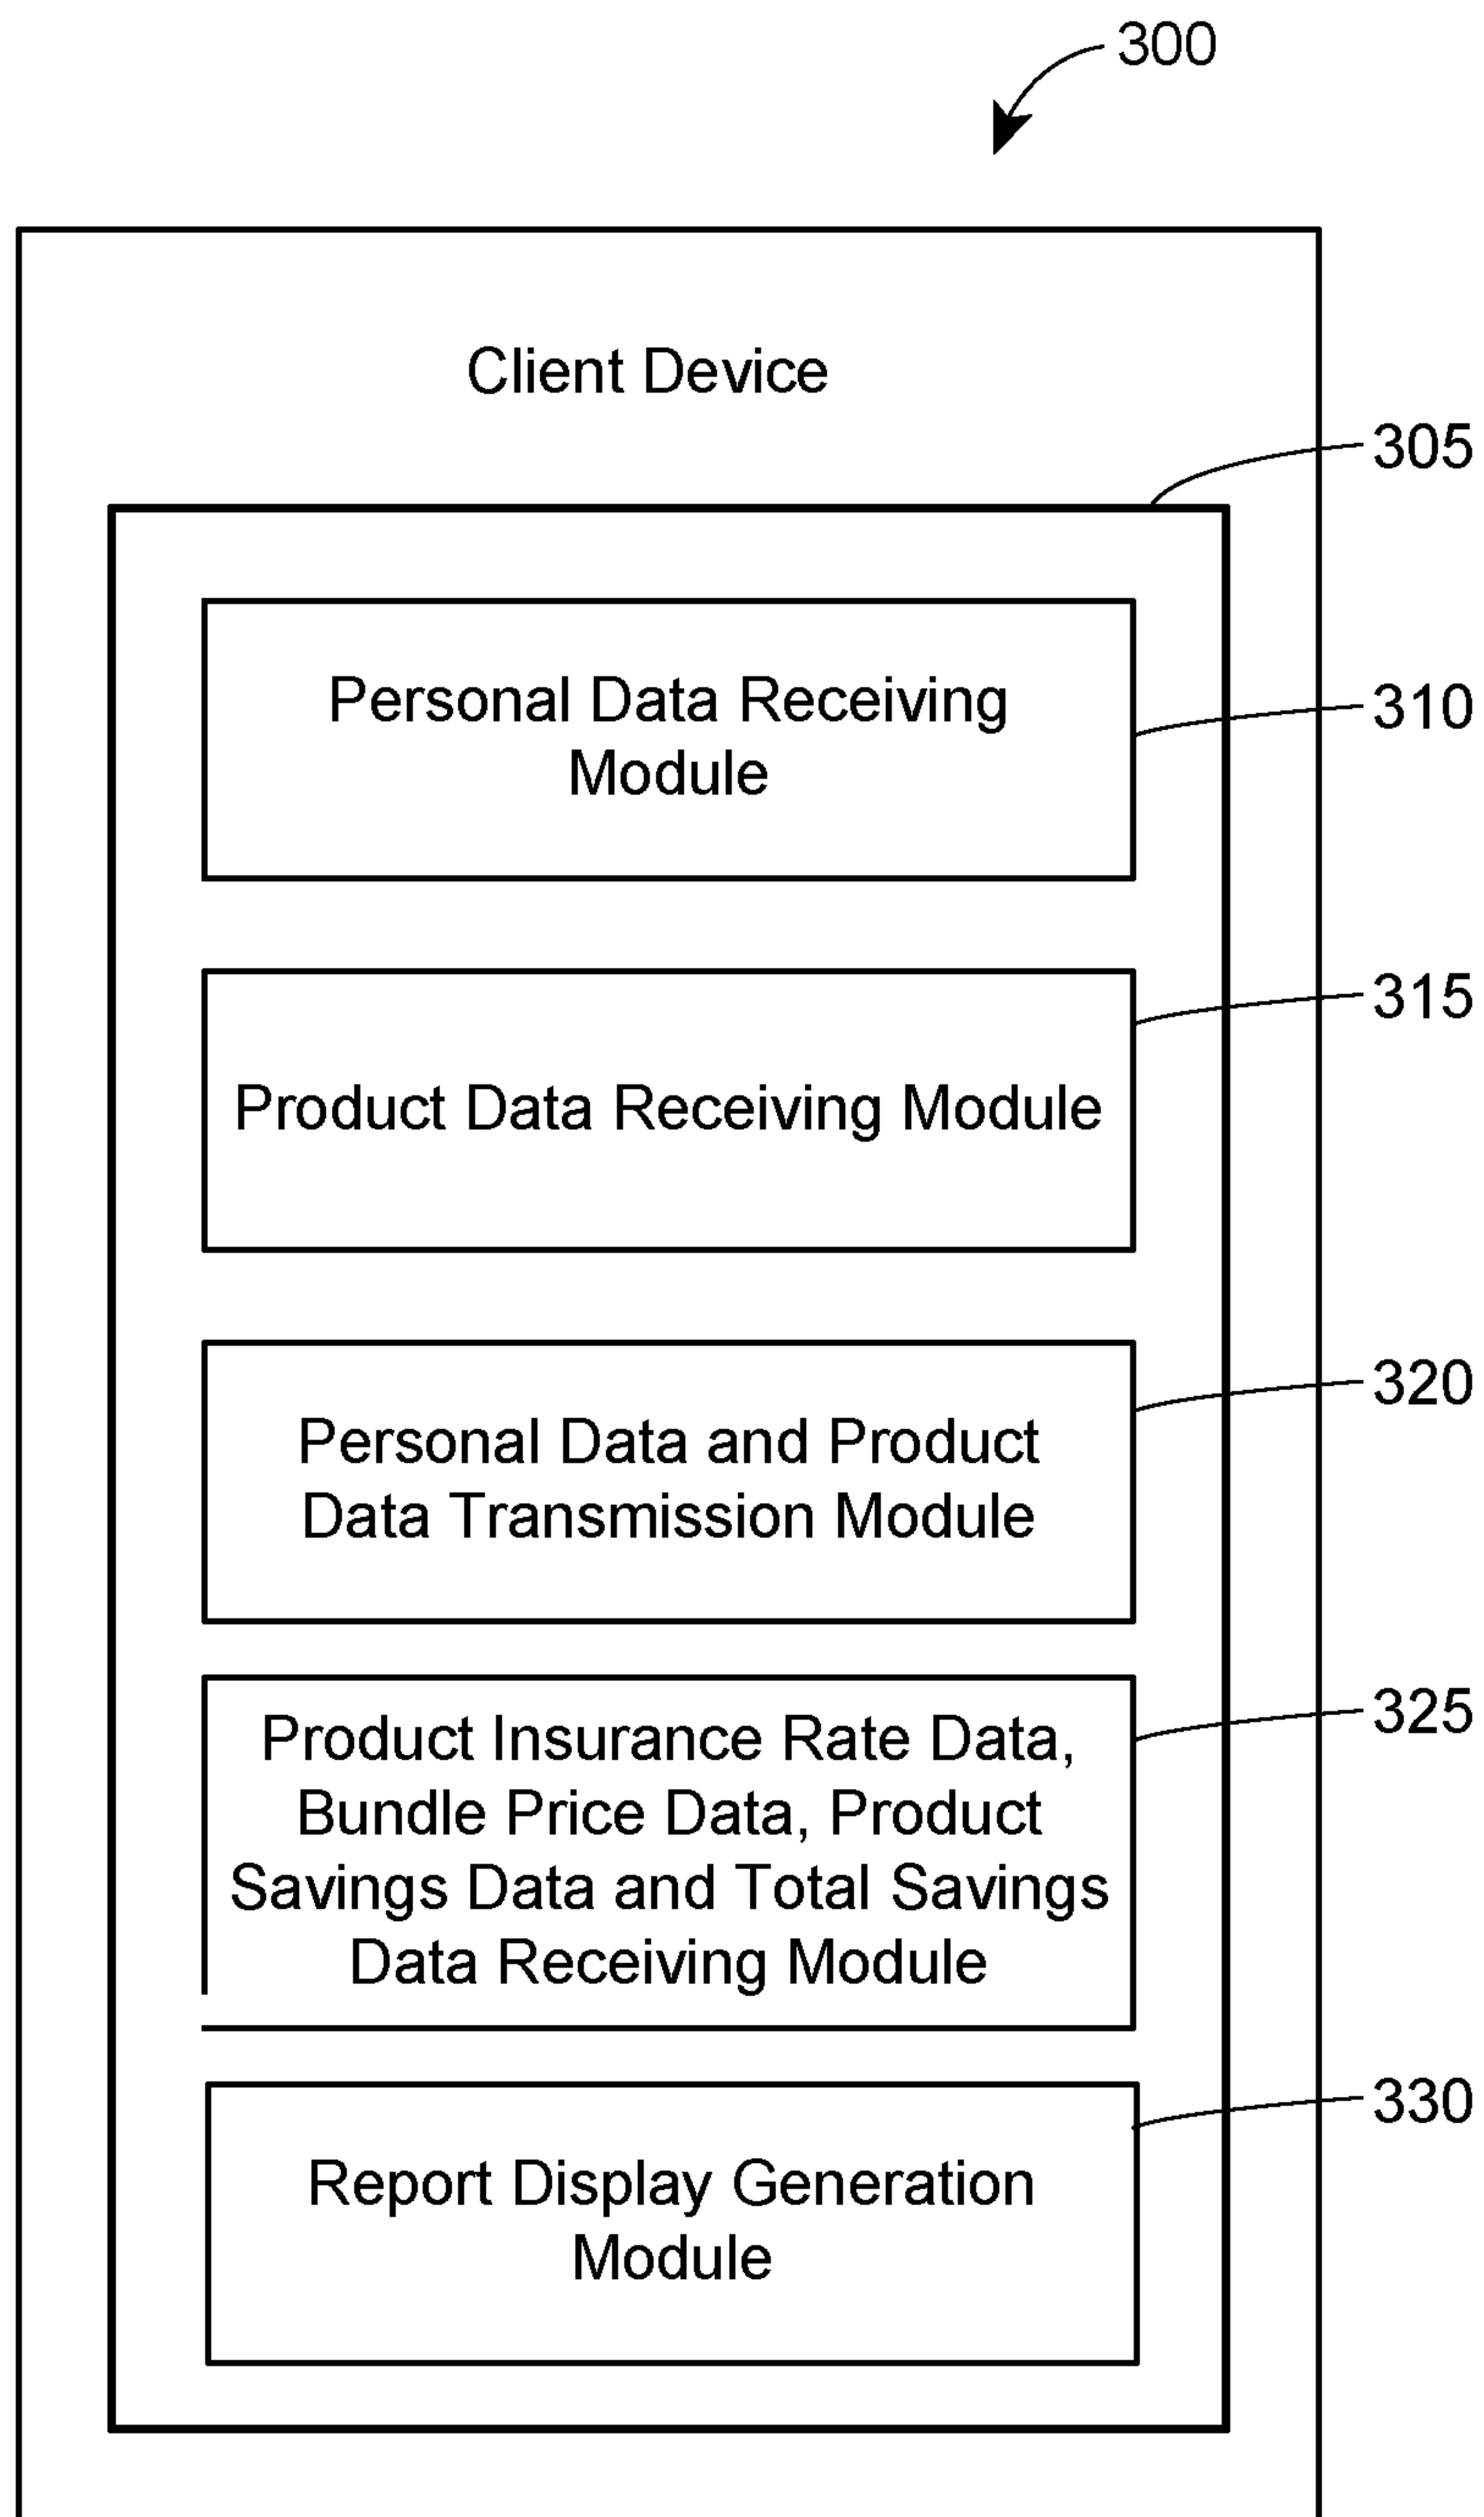 300
Client Device
305
Personal Data Receiving
Module
310
315
Product Data Receiving Module
320
Personal Data and Product
Data Transmission Module
325
Product Insurance Rate Data,
Bundle Price Data, Product
Savings Data and Total Savings
Data Receiving Module
330
Report Display Generation
Module